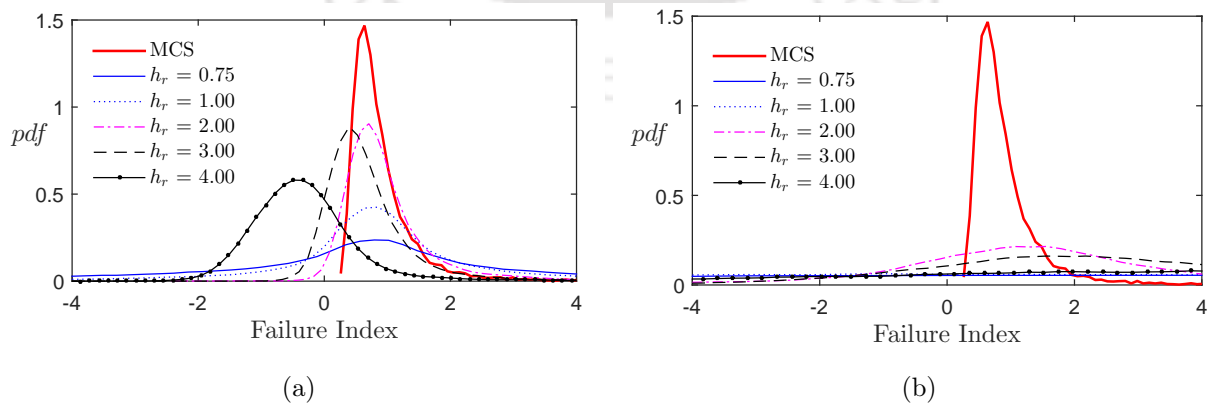 1.5
1
0.5
0
pdf
-4
-2
0
2
4
Failure Index
MCS
h_r = 0.75
h_r = 1.00
h_r = 2.00
h_r = 3.00
h_r = 4.00
(a)
1.5
1
0.5
0
pdf
-4
-2
0
2
4
Failure Index
MCS
h_r = 0.75
h_r = 1.00
h_r = 2.00
h_r = 3.00
h_r = 4.00
(b)